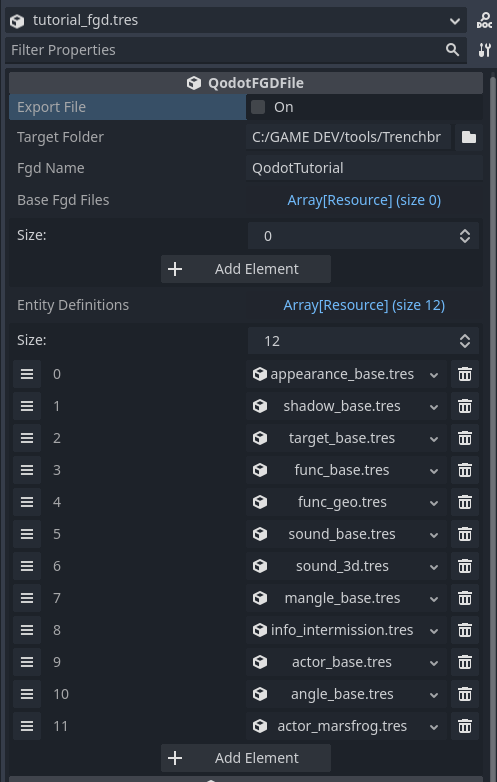 tutorial_fgd.tres
DOC
Filter Properties
QodotFGDFile
Export File On
Target Folder C:/GAME DEV/tools/Trenchbr
Fgd Name QodotTutorial
Base Fgd Files Array[Resource] (size 0)
Size: 0
Add Element
Entity Definitions Array[Resource] (size 12)
Size: 12
0 appearance_base.tres
1 shadow_base.tres
2 target_base.tres
3 func_base.tres
4 func_geo.tres
5 sound_base.tres
6 sound_3d.tres
7 mangle_base.tres
8 info_intermission.tres
9 actor_base.tres
10 angle_base.tres
11 actor_marsfrog.tres
Add Element